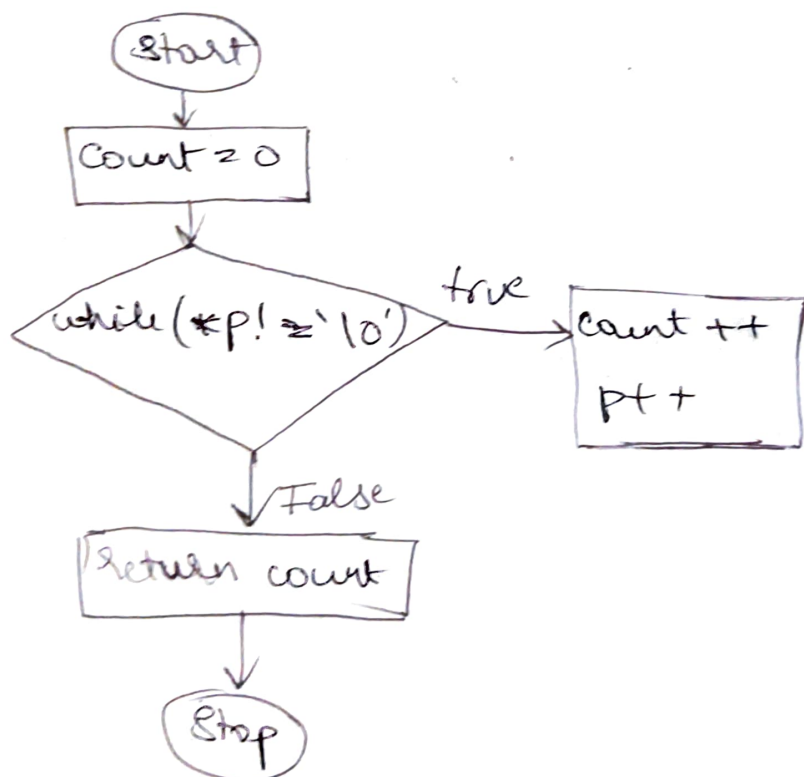 Start
Count = 0
while(*p! = '\0')
true
count ++
p++
False
return count
Stop